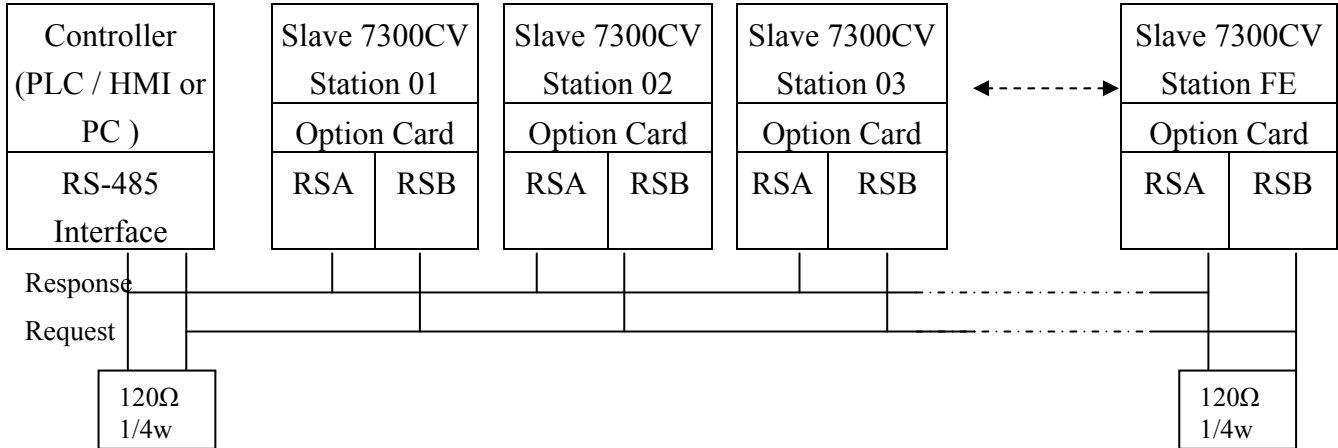 Controller
(PLC / HMI or
PC )
RS-485
Interface
Slave 7300CV
Station 01
Option Card
RSA
RSB
Slave 7300CV
Station 02
Option Card
RSA
RSB
Slave 7300CV
Station 03
Option Card
RSA
RSB
Slave 7300CV
Station FE
Option Card
RSA
RSB
Response
Request
120Ω
1/4w
120Ω
1/4w